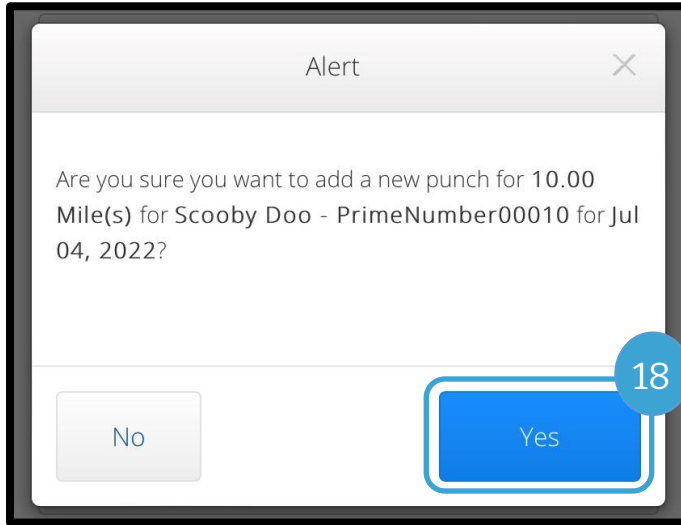 Alert
Are you sure you want to add a new punch for 10.00
Mile(s) for Scooby Doo - PrimeNumber00010 for Jul
04, 2022?
18
No
Yes